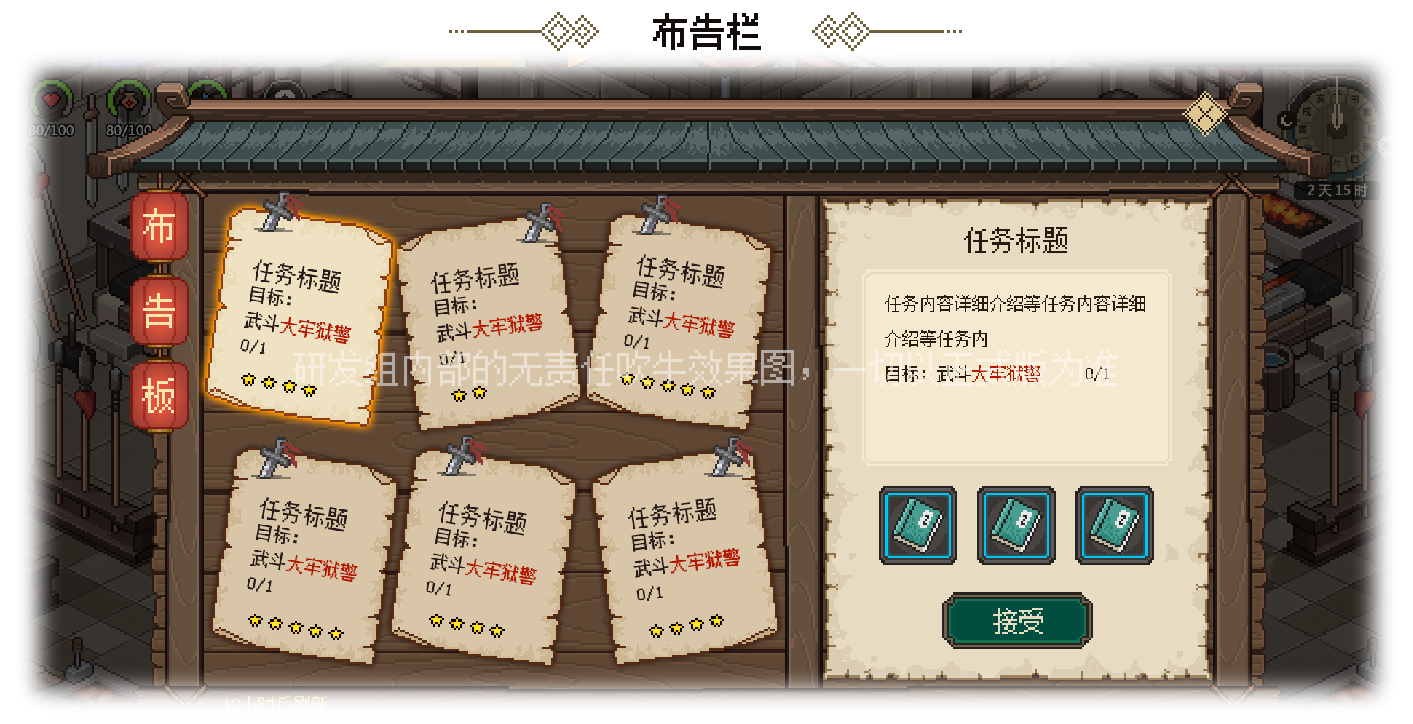 布告栏
80/100
80/100
2天15时
布告板
任务标题
目标：
武斗大牢狱警
0/1
任务标题
目标：
武斗大牢狱警
0/1
任务标题
目标：
武斗大牢狱警
0/1
任务标题
目标：
武斗大牢狱警
0/1
任务标题
目标：
武斗大牢狱警
0/1
任务标题
目标：
武斗大牢狱警
0/1
任务标题
任务内容详细介绍等任务内容详细
介绍等任务内
目标：武斗大牢狱警 0/1
接受
研发组内部的无责任吹牛效果图，一切以正式版为准